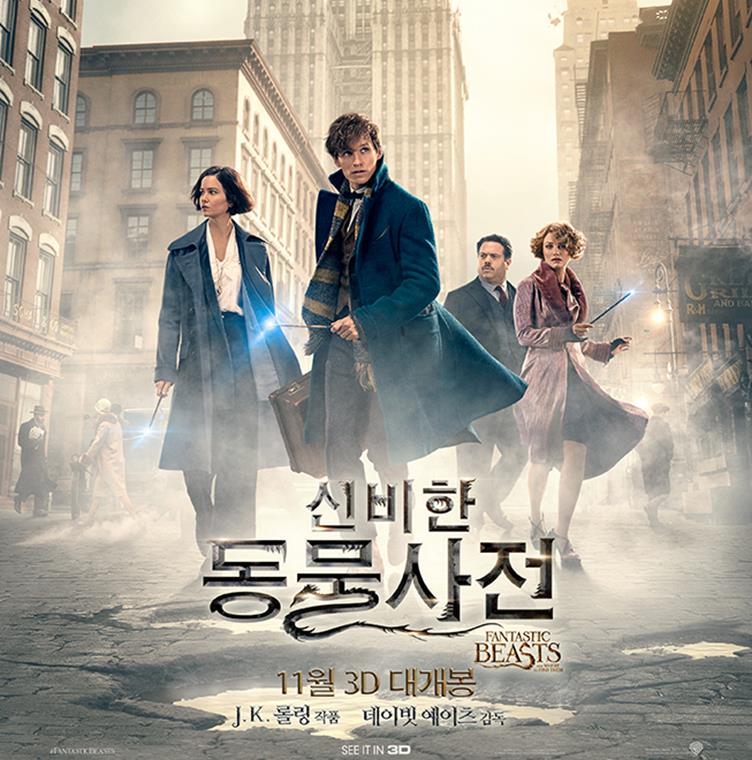 신비한
동물사전
FANTASTIC
BEASTS
11월 3D 대개봉
J.K. 롤링 작품 데이빗 예이츠 감독
#FANTASTICBEASTS
SEE IT IN 3D